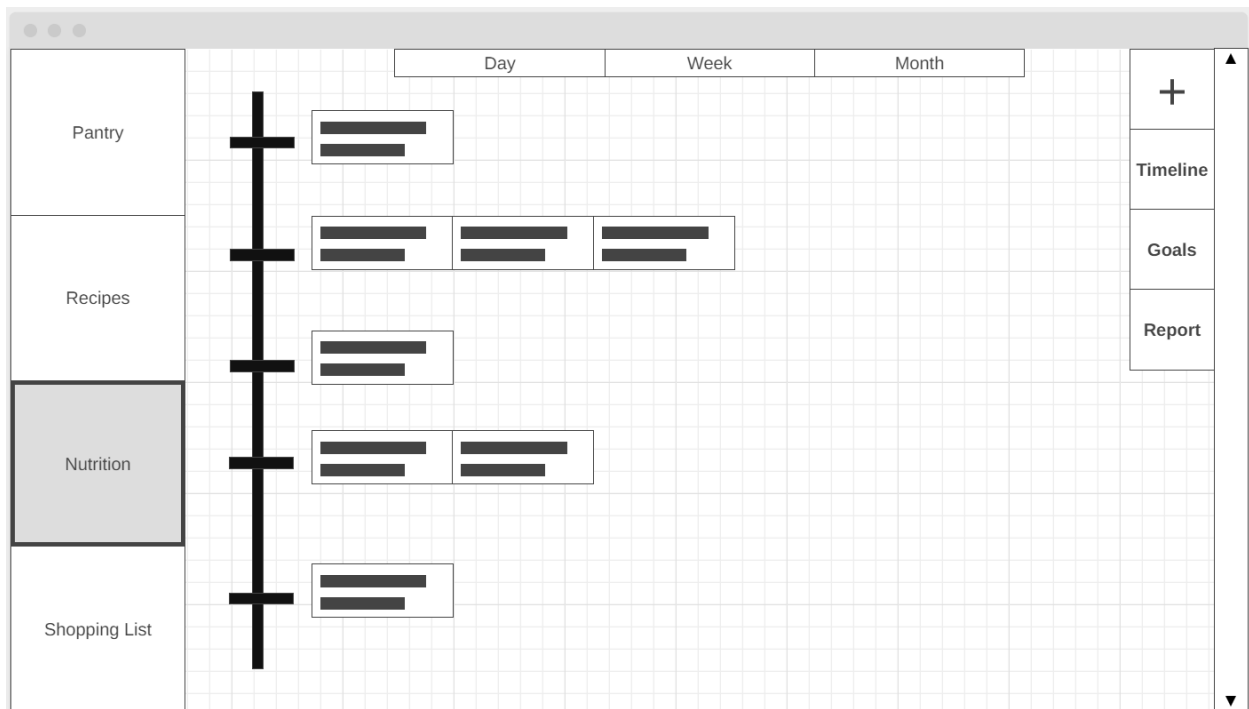 Day
Week
Month
Pantry
Recipes
Nutrition
Shopping List
+
Timeline
Goals
Report